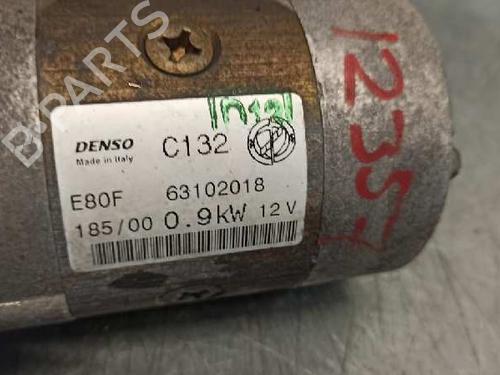 B-PARTS
DENSO
Made in Italy
C132
E80F 63102018
185/00 0.9kW 12V
12357